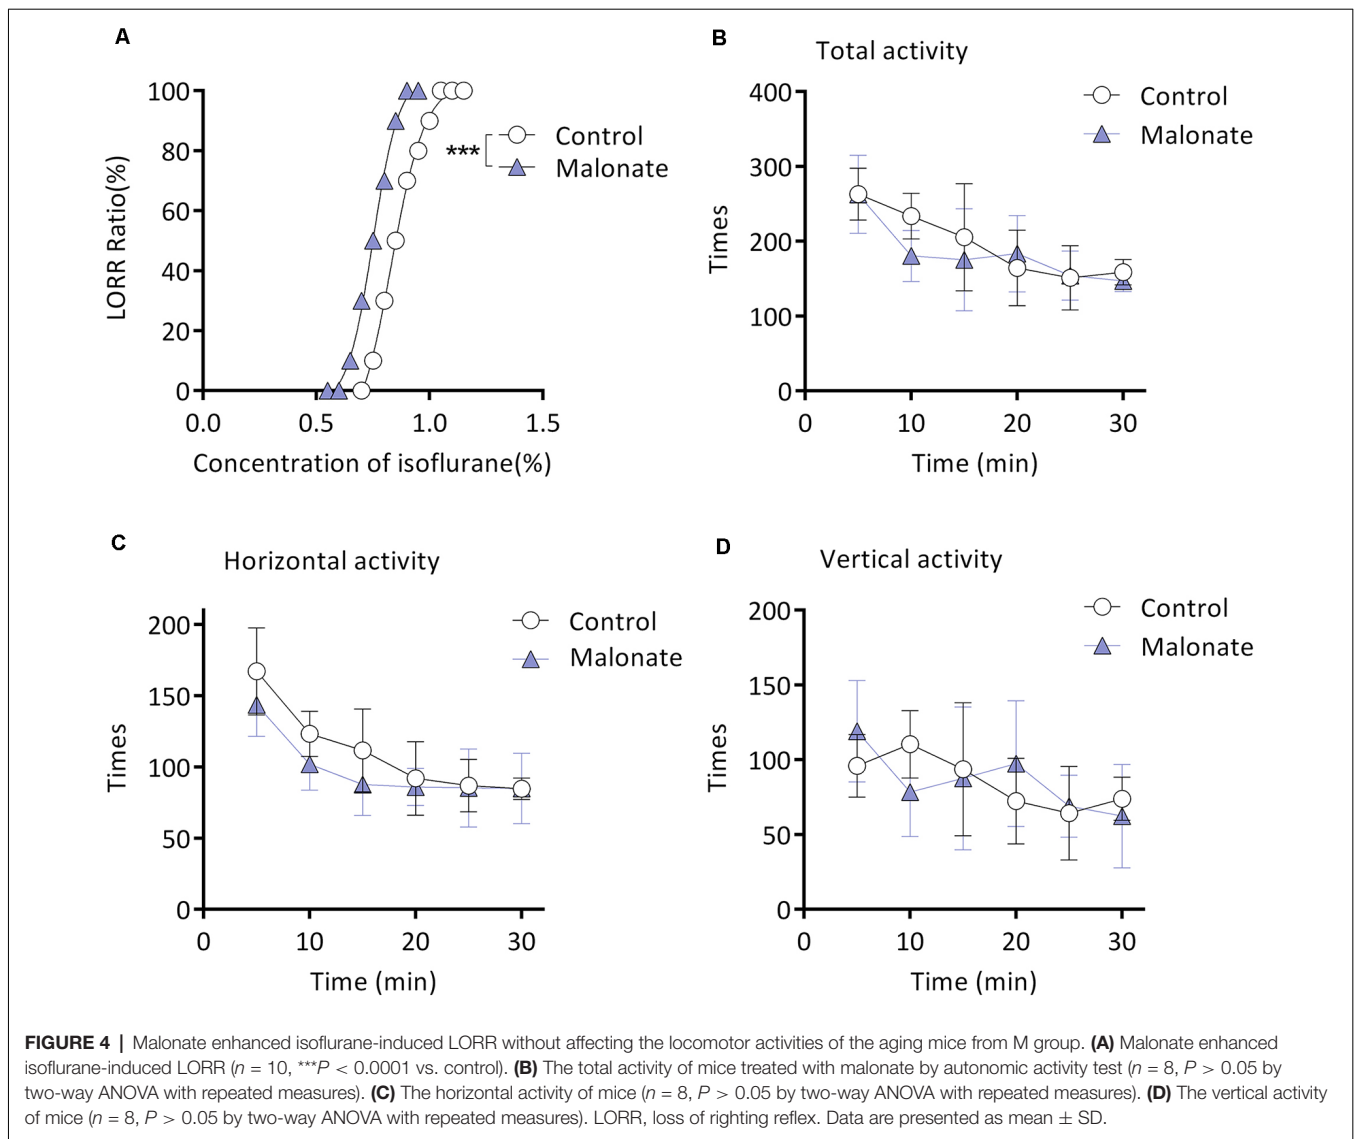 A
LORR Ratio(%)
100
80
60
40
20
0
0.0 0.5 1.0 1.5
Concentration of isoflurane(%)
***
Control
Malonate
B
Total activity
Times
400
300
200
100
0
0 10 20 30
Time (min)
Control
Malonate
C
Horizontal activity
Times
200
150
100
50
0
0 10 20 30
Time (min)
Control
Malonate
D
Vertical activity
Times
200
150
100
50
0
0 10 20 30
Time (min)
Control
Malonate
FIGURE 4 | Malonate enhanced isoflurane-induced LORR without affecting the locomotor activities of the aging mice from M group. (A) Malonate enhanced
isoflurane-induced LORR (n = 10, ***P < 0.0001 vs. control). (B) The total activity of mice treated with malonate by autonomic activity test (n = 8, P > 0.05 by
two-way ANOVA with repeated measures). (C) The horizontal activity of mice (n = 8, P > 0.05 by two-way ANOVA with repeated measures). (D) The vertical activity
of mice (n = 8, P > 0.05 by two-way ANOVA with repeated measures). LORR, loss of righting reflex. Data are presented as mean ± SD.